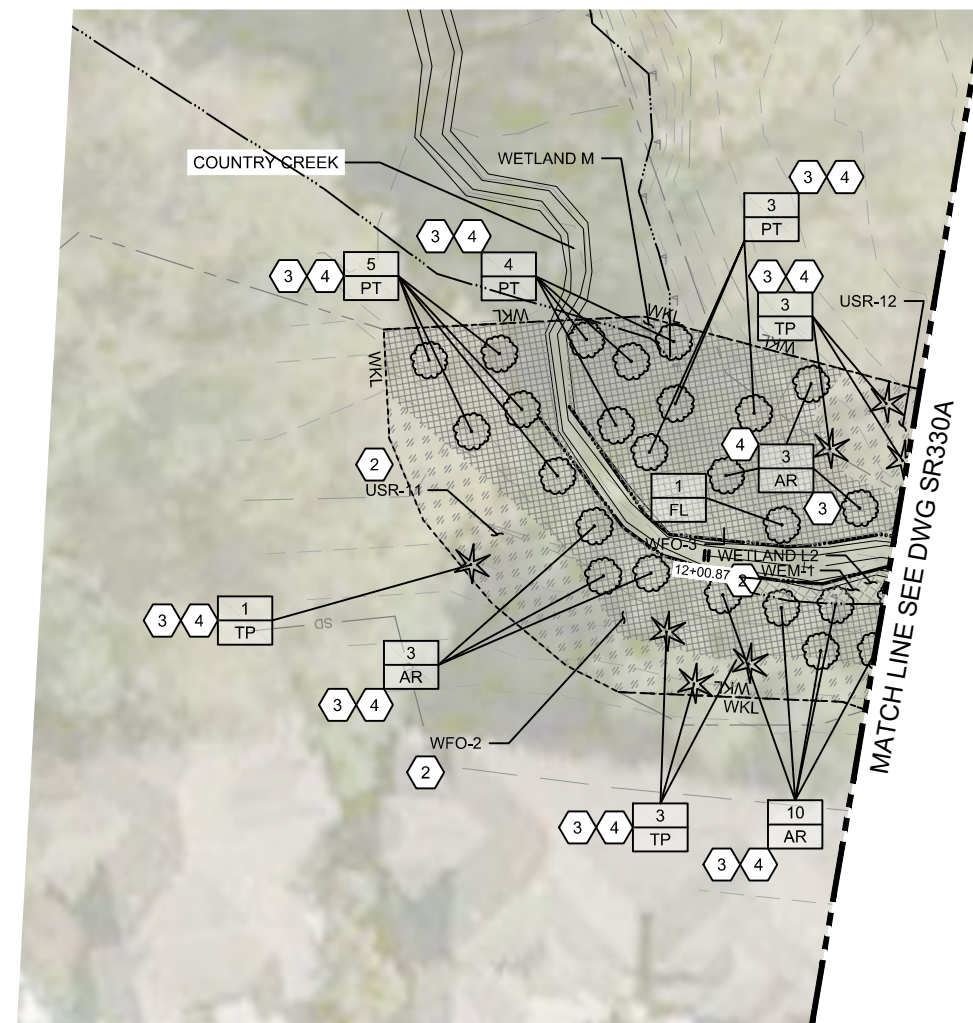 COUNTRY CREEK
WETLAND M
3 4
3
PT
3 4
4
PT
3 4
5
PT
3 4
3
TP
USR-12
WKL
WKL
WKL
WKL
4
3
AR
3
1
FL
2
USR-11
WFO-3
WETLAND L2
WEM-1
12+00.87
2
3 4
1
TP
SD
3
AR
3 4
WKL
WKL
WFO-2
2
3 4
3
TP
10
AR
3 4
MATCH LINE SEE DWG SR330A